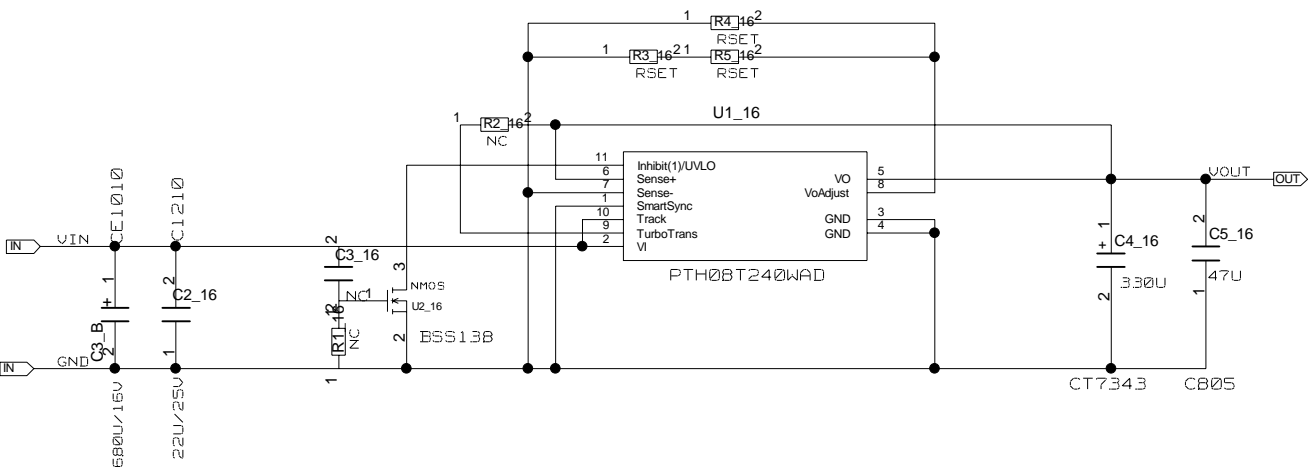 1 R4_16 2
RSET
1 R3_16 2 1 R5_16 2
RSET RSET
1 R2_16 2
NC
U1_16
11 Inhibit(1)/UVLO
6 Sense+
7 Sense-
1 SmartSync
10 Track
9 TurboTrans
2 VI
VO 5
VoAdjust 8
GND 3
GND 4
PTH08T240WAD
VOUT
OUT
IN
VIN
CE1010
C1210
1
+
C3_B
2
680U/16V
2
C2_16
1
22U/25V
IN
GND
2
C3_16
NC
1
2
R1_16
NC
1
1
3
NMOS
U2_16
2
BSS138
1
+
C4_16
330U
2
CT7343
2
C5_16
47U
1
C805